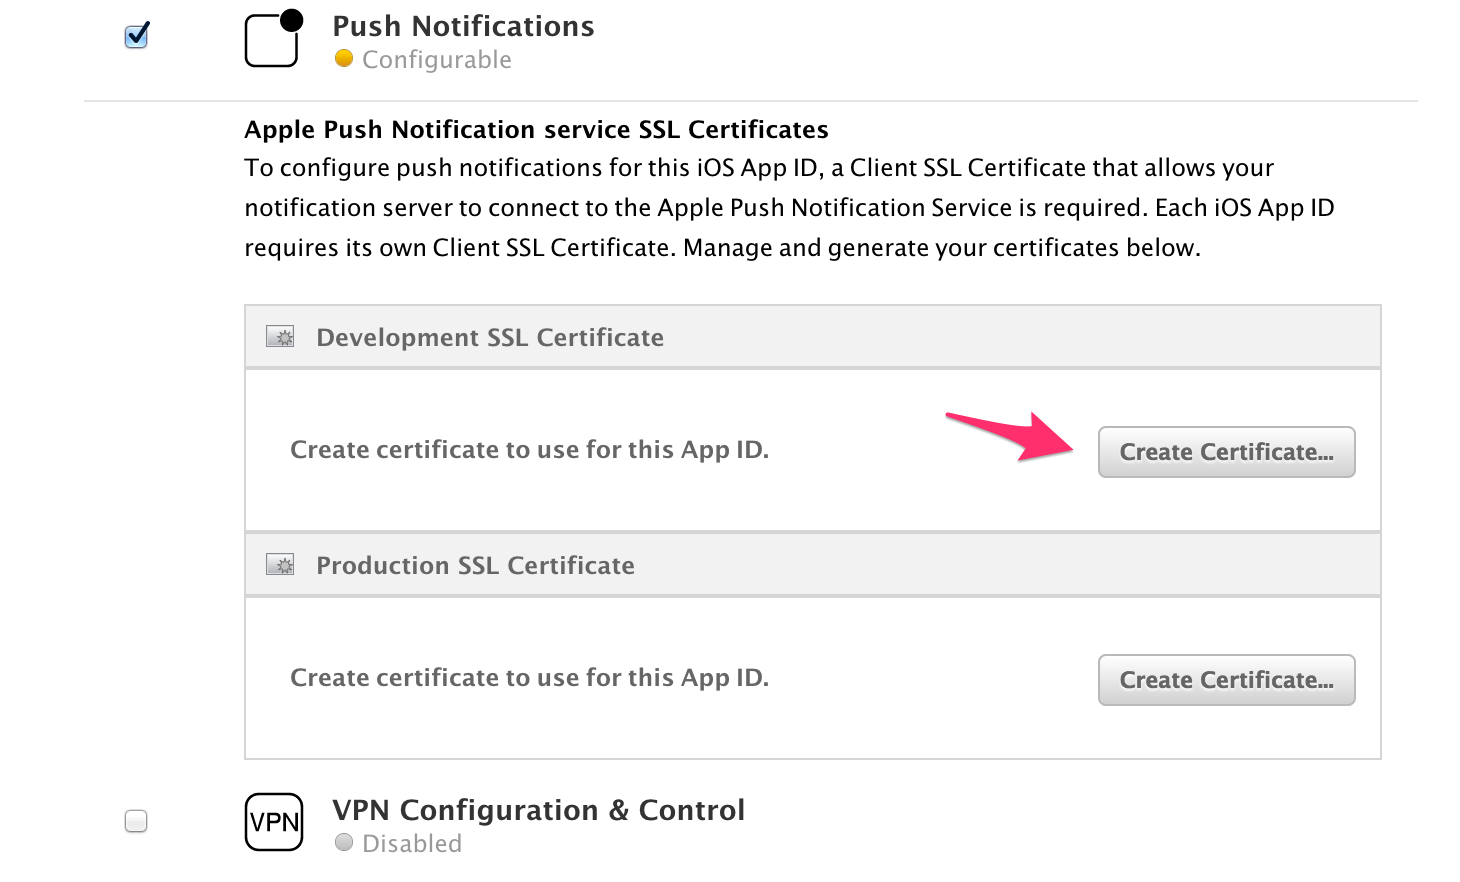 Push Notifications
Configurable
Apple Push Notification service SSL Certificates
To configure push notifications for this iOS App ID, a Client SSL Certificate that allows your
notification server to connect to the Apple Push Notification Service is required. Each iOS App ID
requires its own Client SSL Certificate. Manage and generate your certificates below.
Development SSL Certificate
Create certificate to use for this App ID.
Create Certificate...
Production SSL Certificate
Create certificate to use for this App ID.
Create Certificate...
VPN
VPN Configuration & Control
Disabled